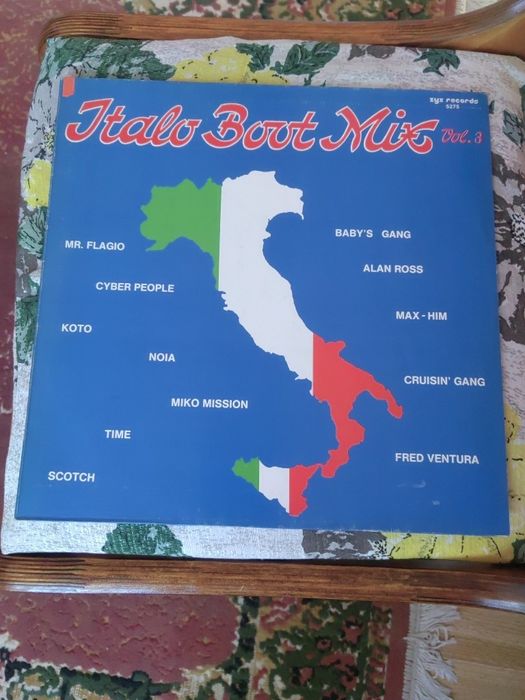 zyx records
5275
Italo Boot Mix Vol. 3
BABY'S GANG
MR. FLAGIO
ALAN ROSS
CYBER PEOPLE
MAX-HIM
KOTO
NOIA
CRUISIN' GANG
MIKO MISSION
TIME
FRED VENTURA
SCOTCH